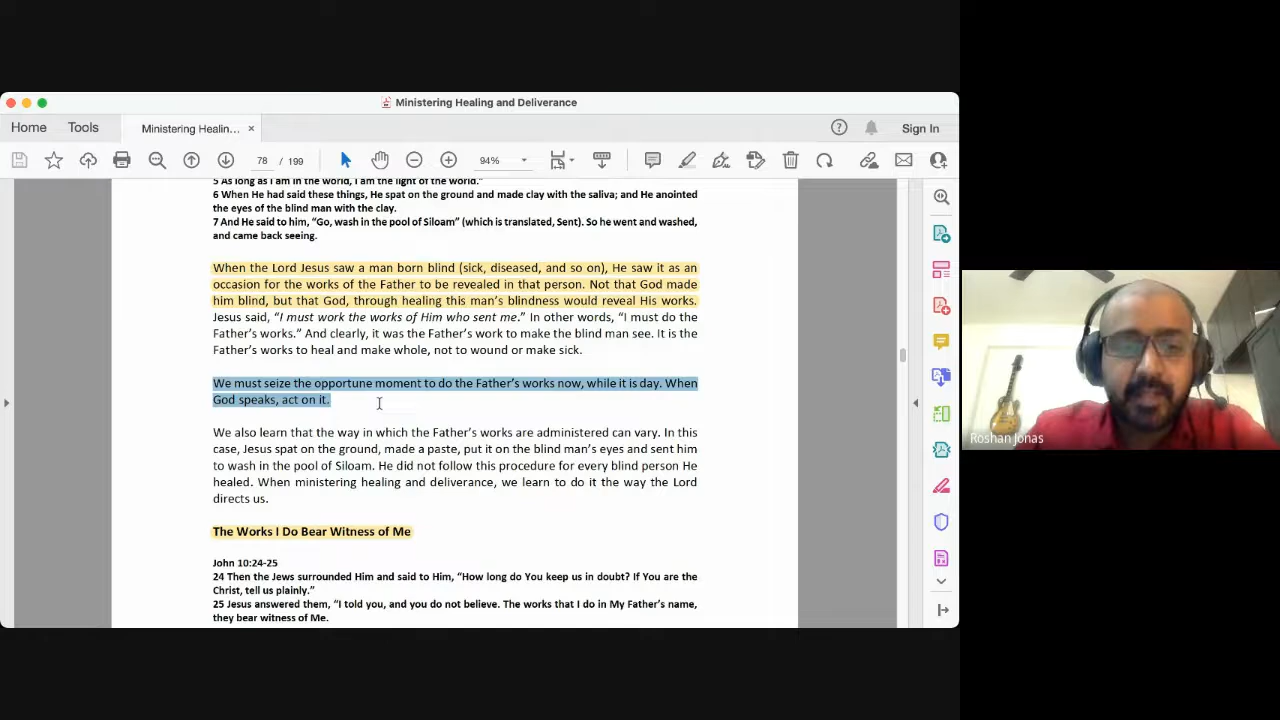 Ministering Healing and Deliverance
Home
Tools
Ministering Healin...
Sign In
78 / 199
94%
5 As long as I am in the world, I am the light of the world."
6 When He had said these things, He spat on the ground and made clay with the saliva; and He anointed
the eyes of the blind man with the clay.
7 And He said to him, "Go, wash in the pool of Siloam" (which is translated, Sent). So he went and washed,
and came back seeing.
When the Lord Jesus saw a man born blind (sick, diseased, and so on), He saw it as an
occasion for the works of the Father to be revealed in that person. Not that God made
him blind, but that God, through healing this man's blindness would reveal His works.
Jesus said, "I must work the works of Him who sent me." In other words, "I must do the
Father's works." And clearly, it was the Father's work to make the blind man see. It is the
Father's works to heal and make whole, not to wound or make sick.
We must seize the opportune moment to do the Father's works now, while it is day. When
God speaks, act on it.
We also learn that the way in which the Father's works are administered can vary. In this
case, Jesus spat on the ground, made a paste, put it on the blind man's eyes and sent him
to wash in the pool of Siloam. He did not follow this procedure for every blind person He
healed. When ministering healing and deliverance, we learn to do it the way the Lord
directs us.
The Works I Do Bear Witness of Me
John 10:24-25
24 Then the Jews surrounded Him and said to Him, "How long do You keep us in doubt? If You are the
Christ, tell us plainly."
25 Jesus answered them, "I told you, and you do not believe. The works that I do in My Father's name,
they bear witness of Me.
Roshan Jonas